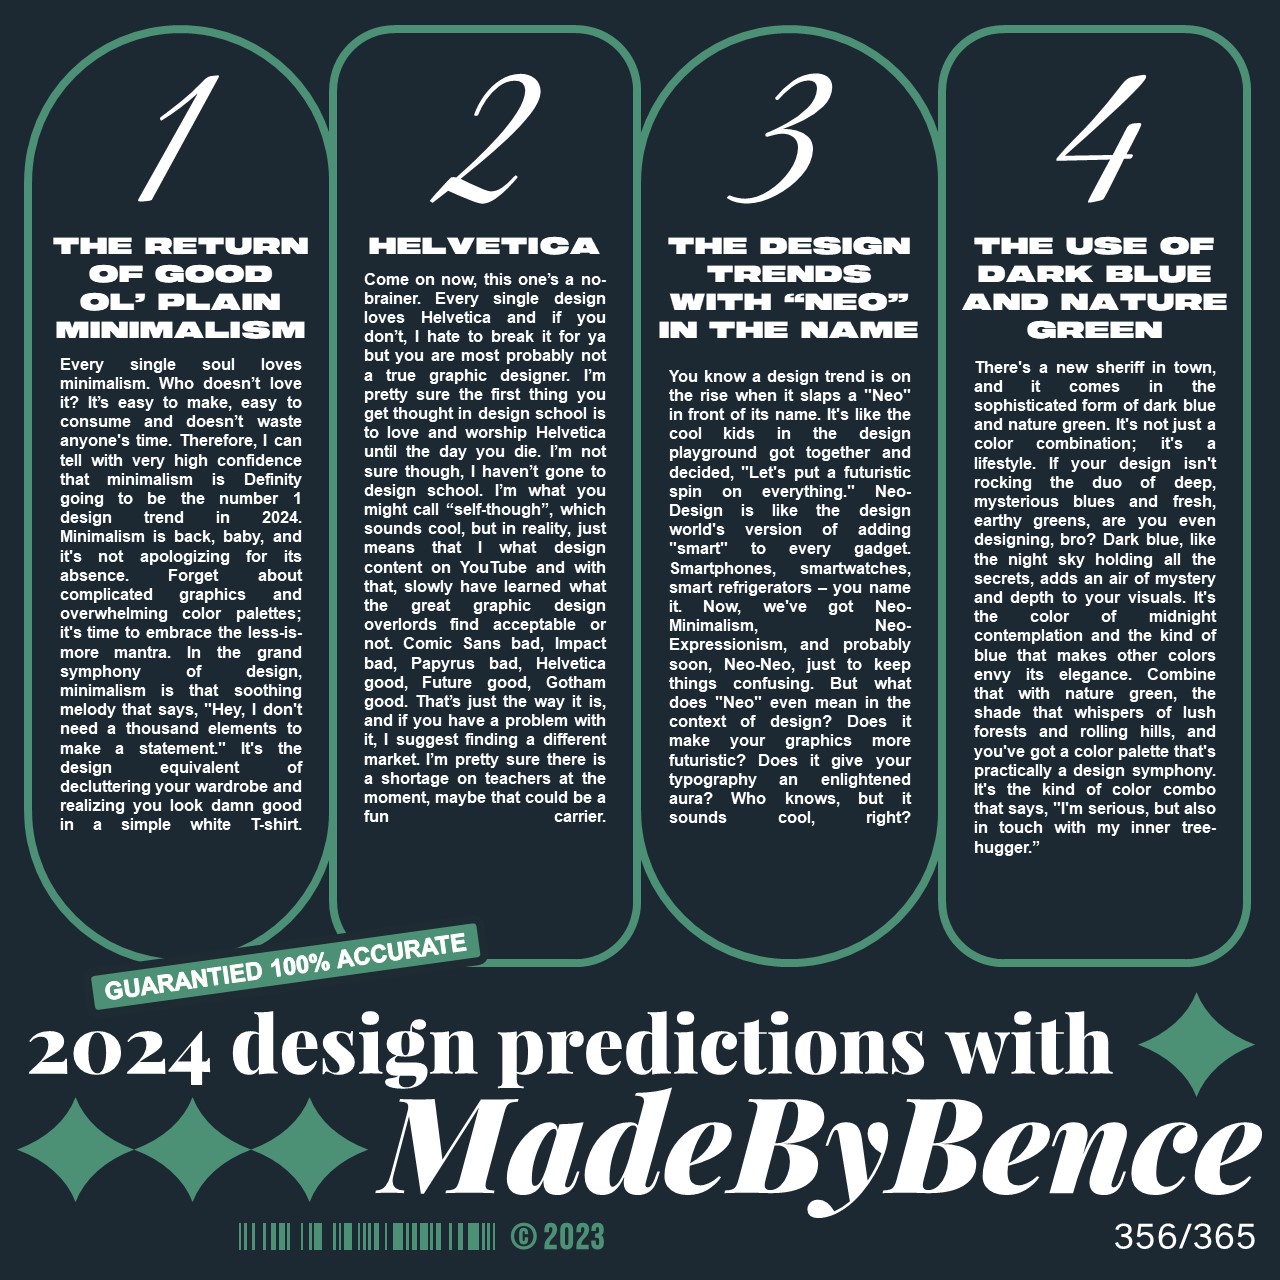 1
THE RETURN
OF GOOD
OL’ PLAIN
MINIMALISM
Every single soul loves
minimalism. Who doesn’t love
it? It’s easy to make, easy to
consume and doesn’t waste
anyone's time. Therefore, I can
tell with very high confidence
that minimalism is Definity
going to be the number 1
design trend in 2024.
Minimalism is back, baby, and
it's not apologizing for its
absence. Forget about
complicated graphics and
overwhelming color palettes;
it's time to embrace the less-is-
more mantra. In the grand
symphony of design,
minimalism is that soothing
melody that says, "Hey, I don't
need a thousand elements to
make a statement." It's the
design equivalent of
decluttering your wardrobe and
realizing you look damn good
in a simple white T-shirt.
2
HELVETICA
Come on now, this one’s a no-
brainer. Every single design
loves Helvetica and if you
don’t, I hate to break it for ya
but you are most probably not
a true graphic designer. I’m
pretty sure the first thing you
get thought in design school is
to love and worship Helvetica
until the day you die. I’m not
sure though, I haven’t gone to
design school. I’m what you
might call “self-though”, which
sounds cool, but in reality, just
means that I what design
content on YouTube and with
that, slowly have learned what
the great graphic design
overlords find acceptable or
not. Comic Sans bad, Impact
bad, Papyrus bad, Helvetica
good, Future good, Gotham
good. That’s just the way it is,
and if you have a problem with
it, I suggest finding a different
market. I’m pretty sure there is
a shortage on teachers at the
moment, maybe that could be a
fun carrier.
3
THE DESIGN
TRENDS
WITH “NEO”
IN THE NAME
You know a design trend is on
the rise when it slaps a "Neo"
in front of its name. It's like the
cool kids in the design
playground got together and
decided, "Let's put a futuristic
spin on everything." Neo-
Design is like the design
world's version of adding
"smart" to every gadget.
Smartphones, smartwatches,
smart refrigerators – you name
it. Now, we've got Neo-
Minimalism, Neo-
Expressionism, and probably
soon, Neo-Neo, just to keep
things confusing. But what
does "Neo" even mean in the
context of design? Does it
make your graphics more
futuristic? Does it give your
typography an enlightened
aura? Who knows, but it
sounds cool, right?
4
THE USE OF
DARK BLUE
AND NATURE
GREEN
There's a new sheriff in town,
and it comes in the
sophisticated form of dark blue
and nature green. It's not just a
color combination; it's a
lifestyle. If your design isn't
rocking the duo of deep,
mysterious blues and fresh,
earthy greens, are you even
designing, bro? Dark blue, like
the night sky holding all the
secrets, adds an air of mystery
and depth to your visuals. It's
the color of midnight
contemplation and the kind of
blue that makes other colors
envy its elegance. Combine
that with nature green, the
shade that whispers of lush
forests and rolling hills, and
you've got a color palette that's
practically a design symphony.
It's the kind of color combo
that says, "I'm serious, but also
in touch with my inner tree-
hugger.”
GUARANTIED 100% ACCURATE
2024 design predictions with
MadeByBence
© 2023
356/365